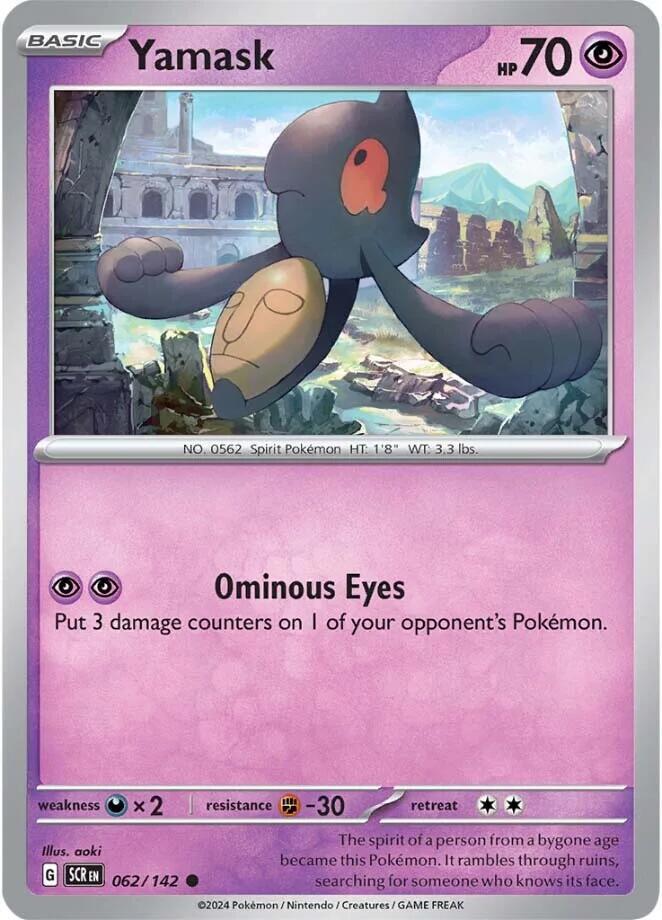 BASIC
Yamask
HP 70
NO. 0562 Spirit Pokémon HT: 1'8" WT: 3.3 lbs.
Ominous Eyes
Put 3 damage counters on 1 of your opponent's Pokémon.
weakness ×2 resistance -30 retreat
Illus. aoki
The spirit of a person from a bygone age
became this Pokémon. It rambles through ruins,
searching for someone who knows its face.
G SCR EN 062/142
©2024 Pokémon / Nintendo / Creatures / GAME FREAK